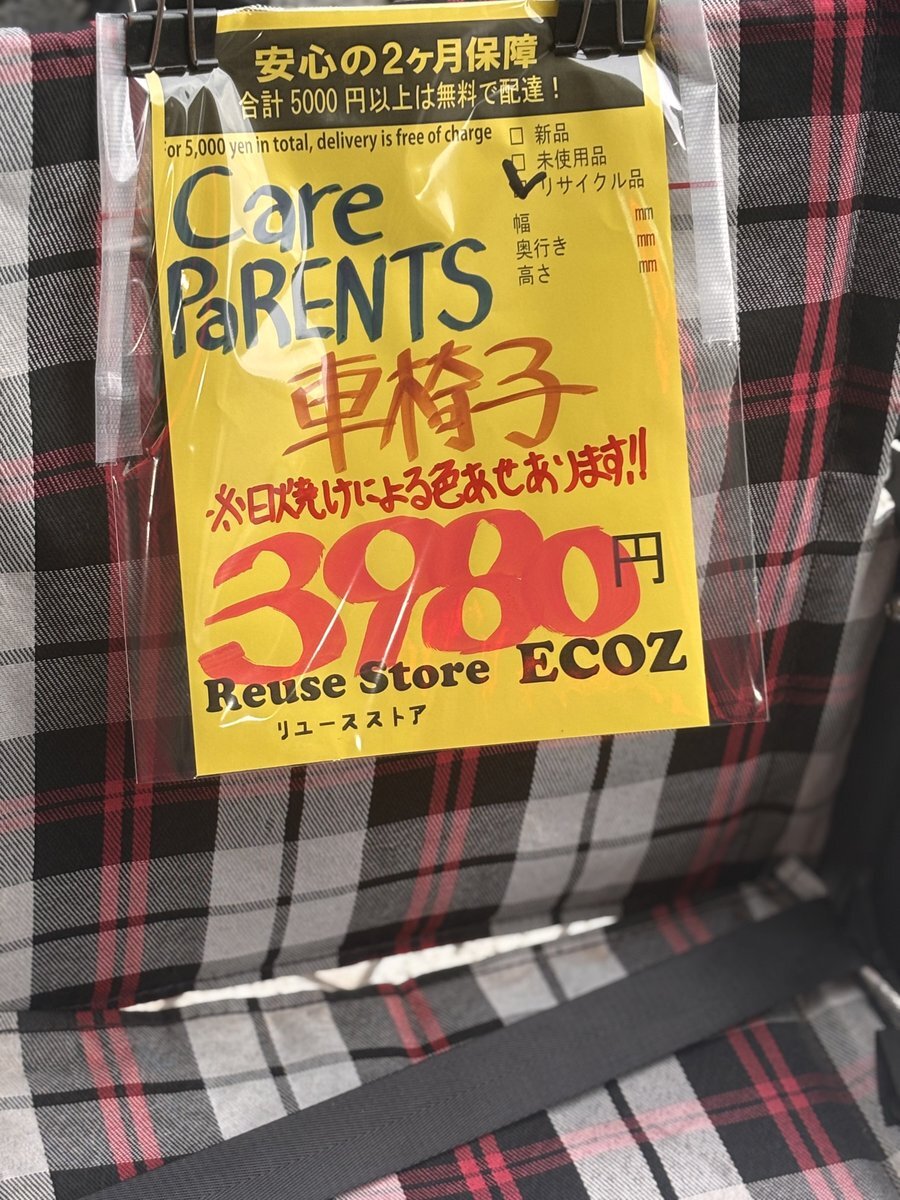 安心の2ヶ月保障
合計 5000 円以上は無料で配達！
For 5,000 yen in total, delivery is free of charge
□ 新品
□ 未使用品
リサイクル品
幅 mm
奥行き mm
高さ mm
Care
PaRENTS
車椅子
※日焼けによる色あせあります!!
3980円
Reuse Store ECOZ
リユースストア